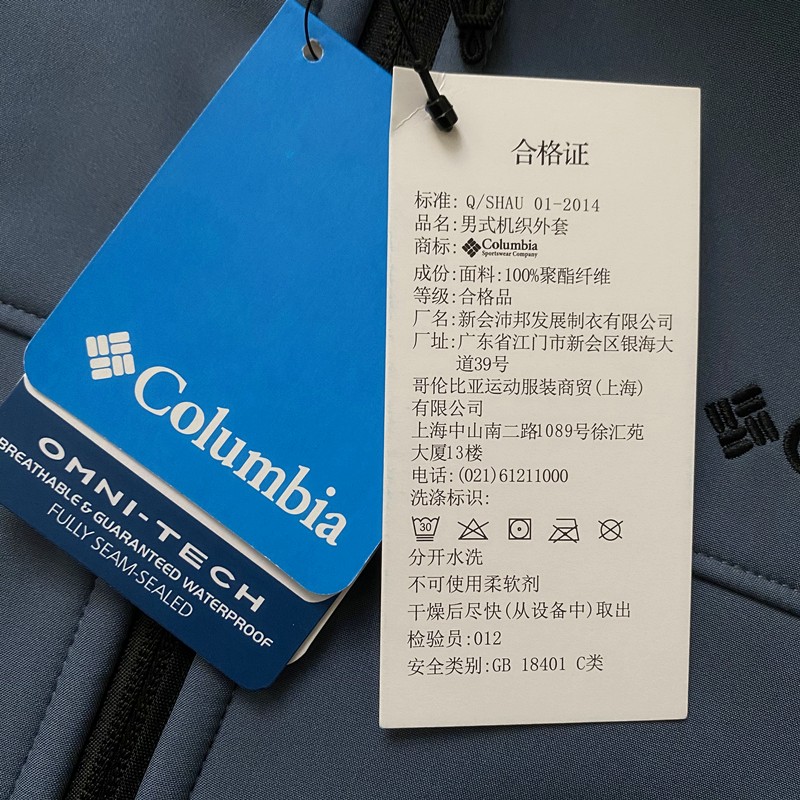 Columbia
OMNI-TECH
BREATHABLE & GUARANTEED WATERPROOF
FULLY SEAM-SEALED
合格证
标准: Q/SHAU 01-2014
品名:男式机织外套
商标: Columbia
Sportswear Company
成份:面料:100%聚酯纤维
等级:合格品
厂名:新会沛邦发展制衣有限公司
厂址:广东省江门市新会区银海大
道39号
哥伦比亚运动服装商贸(上海)
有限公司
上海中山南二路1089号徐汇苑
大厦13楼
电话:(021)61211000
洗涤标识:
30
分开水洗
不可使用柔软剂
干燥后尽快(从设备中)取出
检验员:012
安全类别:GB 18401 C类